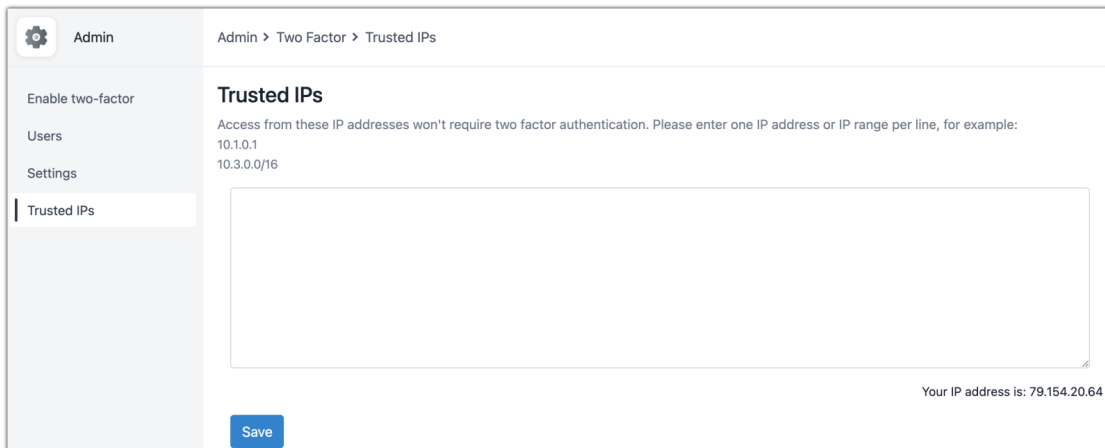 Admin
Admin > Two Factor > Trusted IPs
Enable two-factor
Users
Settings
Trusted IPs
Trusted IPs
Access from these IP addresses won't require two factor authentication. Please enter one IP address or IP range per line, for example:
10.1.0.1
10.3.0.0/16
Your IP address is: 79.154.20.64
Save